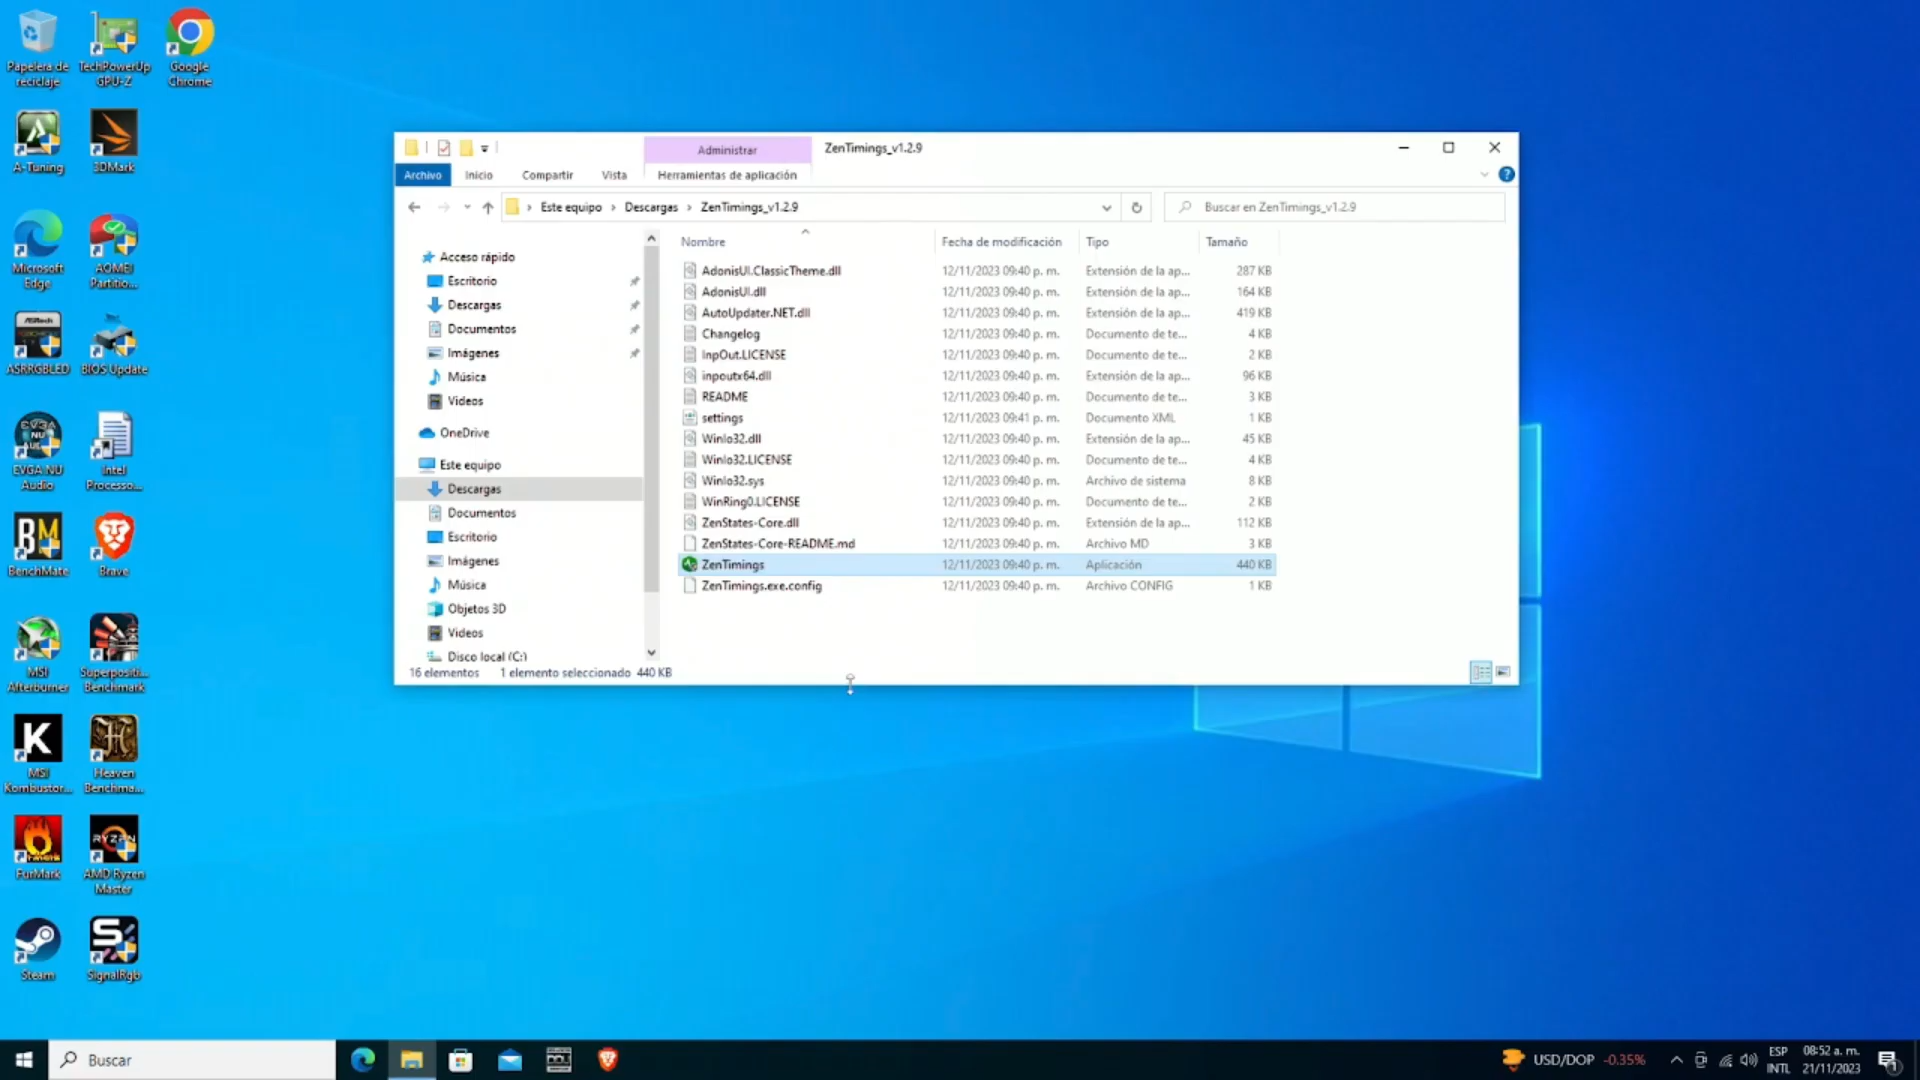 Papelera de
reciclaje
TechPowerUp
GPU-Z
Google
Chrome
A-Tuning
3DMark
Microsoft
Edge
AOMEI
Partitio...
ASRRGBLED
BIOS Update
EVGA NU
Audio
Intel
Processo...
BM
BenchMate
Brave
MSI
Afterburner
Superpositi...
Benchmark
K
MSI
Kombustor...
Heaven
Benchma...
FurMark
RYZEN
AMD Ryzen
Master
Steam
SignalRgb
Administrar
ZenTimings_v1.2.9
Archivo
Inicio
Compartir
Vista
Herramientas de aplicación
Este equipo
Descargas
ZenTimings_v1.2.9
Buscar en ZenTimings_v1.2.9
Acceso rápido
Escritorio
Descargas
Documentos
Imágenes
Música
Videos
OneDrive
Este equipo
Descargas
Documentos
Escritorio
Imágenes
Música
Objetos 3D
Videos
Disco local (C:)
Nombre Fecha de modificación Tipo Tamaño
AdonisUI.ClassicTheme.dll 12/11/2023 09:40 p. m. Extensión de la ap... 287 KB
AdonisUI.dll 12/11/2023 09:40 p. m. Extensión de la ap... 164 KB
AutoUpdater.NET.dll 12/11/2023 09:40 p. m. Extensión de la ap... 419 KB
Changelog 12/11/2023 09:40 p. m. Documento de te... 4 KB
InpOut.LICENSE 12/11/2023 09:40 p. m. Documento de te... 2 KB
inpoutx64.dll 12/11/2023 09:40 p. m. Extensión de la ap... 96 KB
README 12/11/2023 09:40 p. m. Documento de te... 3 KB
settings 12/11/2023 09:41 p. m. Documento XML 1 KB
WinIo32.dll 12/11/2023 09:40 p. m. Extensión de la ap... 45 KB
WinIo32.LICENSE 12/11/2023 09:40 p. m. Documento de te... 4 KB
WinIo32.sys 12/11/2023 09:40 p. m. Archivo de sistema 8 KB
WinRing0.LICENSE 12/11/2023 09:40 p. m. Documento de te... 2 KB
ZenStates-Core.dll 12/11/2023 09:40 p. m. Extensión de la ap... 112 KB
ZenStates-Core-README.md 12/11/2023 09:40 p. m. Archivo MD 3 KB
ZenTimings 12/11/2023 09:40 p. m. Aplicación 440 KB
ZenTimings.exe.config 12/11/2023 09:40 p. m. Archivo CONFIG 1 KB
16 elementos 1 elemento seleccionado 440 KB
Buscar
USD/DOP -0.35%
ESP
INTL
08:52 a. m.
21/11/2023
1